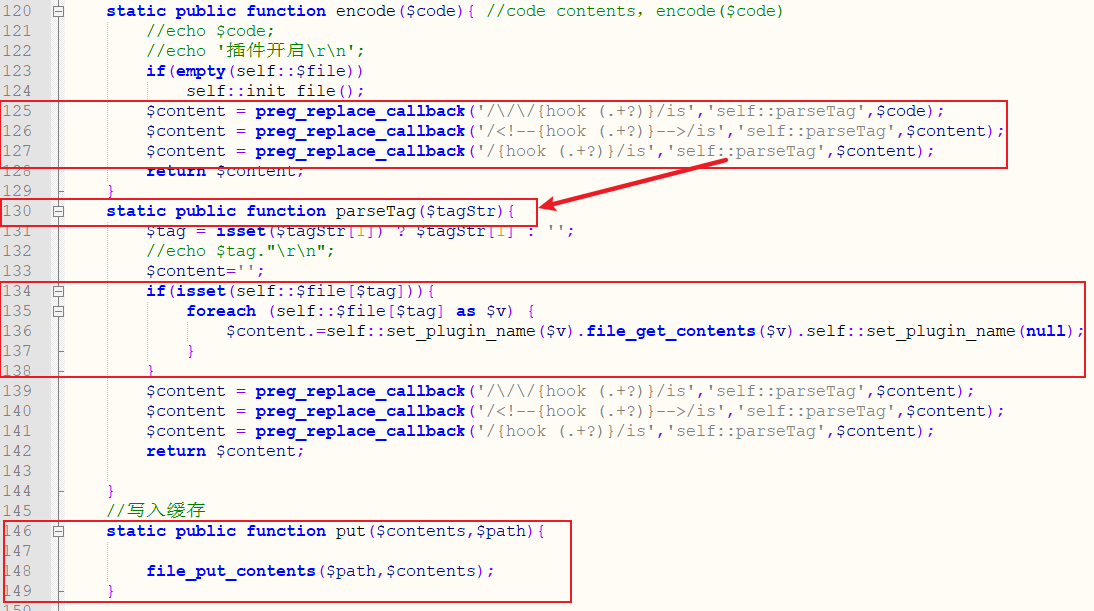 120 static public function encode($code){ //code contents，encode($code)
121 //echo $code;
122 //echo '插件开启\r\n';
123 if(empty(self::$file))
124 self::init_file();
125 $content = preg_replace_callback('/\/\/{hook (.+?)}/is','self::parseTag',$code);
126 $content = preg_replace_callback('/<!--{hook (.+?)}-->/is','self::parseTag',$content);
127 $content = preg_replace_callback('/{hook (.+?)}/is','self::parseTag',$content);
128 return $content;
129 }
130 static public function parseTag($tagStr){
131 $tag = isset($tagStr[1]) ? $tagStr[1] : '';
132 //echo $tag."\r\n";
133 $content='';
134 if(isset(self::$file[$tag])){
135 foreach (self::$file[$tag] as $v) {
136 $content.=self::set_plugin_name($v).file_get_contents($v).self::set_plugin_name(null);
137 }
138 }
139 $content = preg_replace_callback('/\/\/{hook (.+?)}/is','self::parseTag',$content);
140 $content = preg_replace_callback('/<!--{hook (.+?)}-->/is','self::parseTag',$content);
141 $content = preg_replace_callback('/{hook (.+?)}/is','self::parseTag',$content);
142 return $content;
143
144 }
145 //写入缓存
146 static public function put($contents,$path){
147
148 file_put_contents($path,$contents);
149 }
150